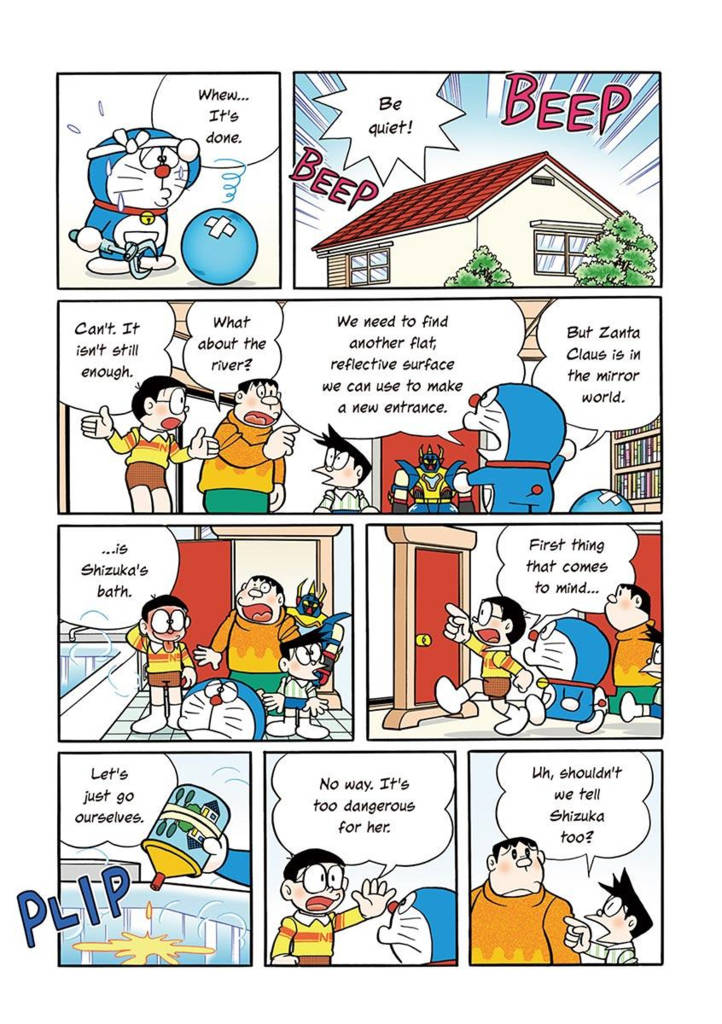 BEEP
Be
quiet!
BEEP
Whew...
It's
done.
But Zanta
Claus is in
the mirror
world.
We need to find
another flat,
reflective surface
we can use to make
a new entrance.
What
about the
river?
Can't. It
isn't still
enough.
First thing
that comes
to mind...
...is
Shizuka's
bath.
Uh, shouldn't
we tell
Shizuka
too?
No way. It's
too dangerous
for her.
Let's
just go
ourselves.
PLIP